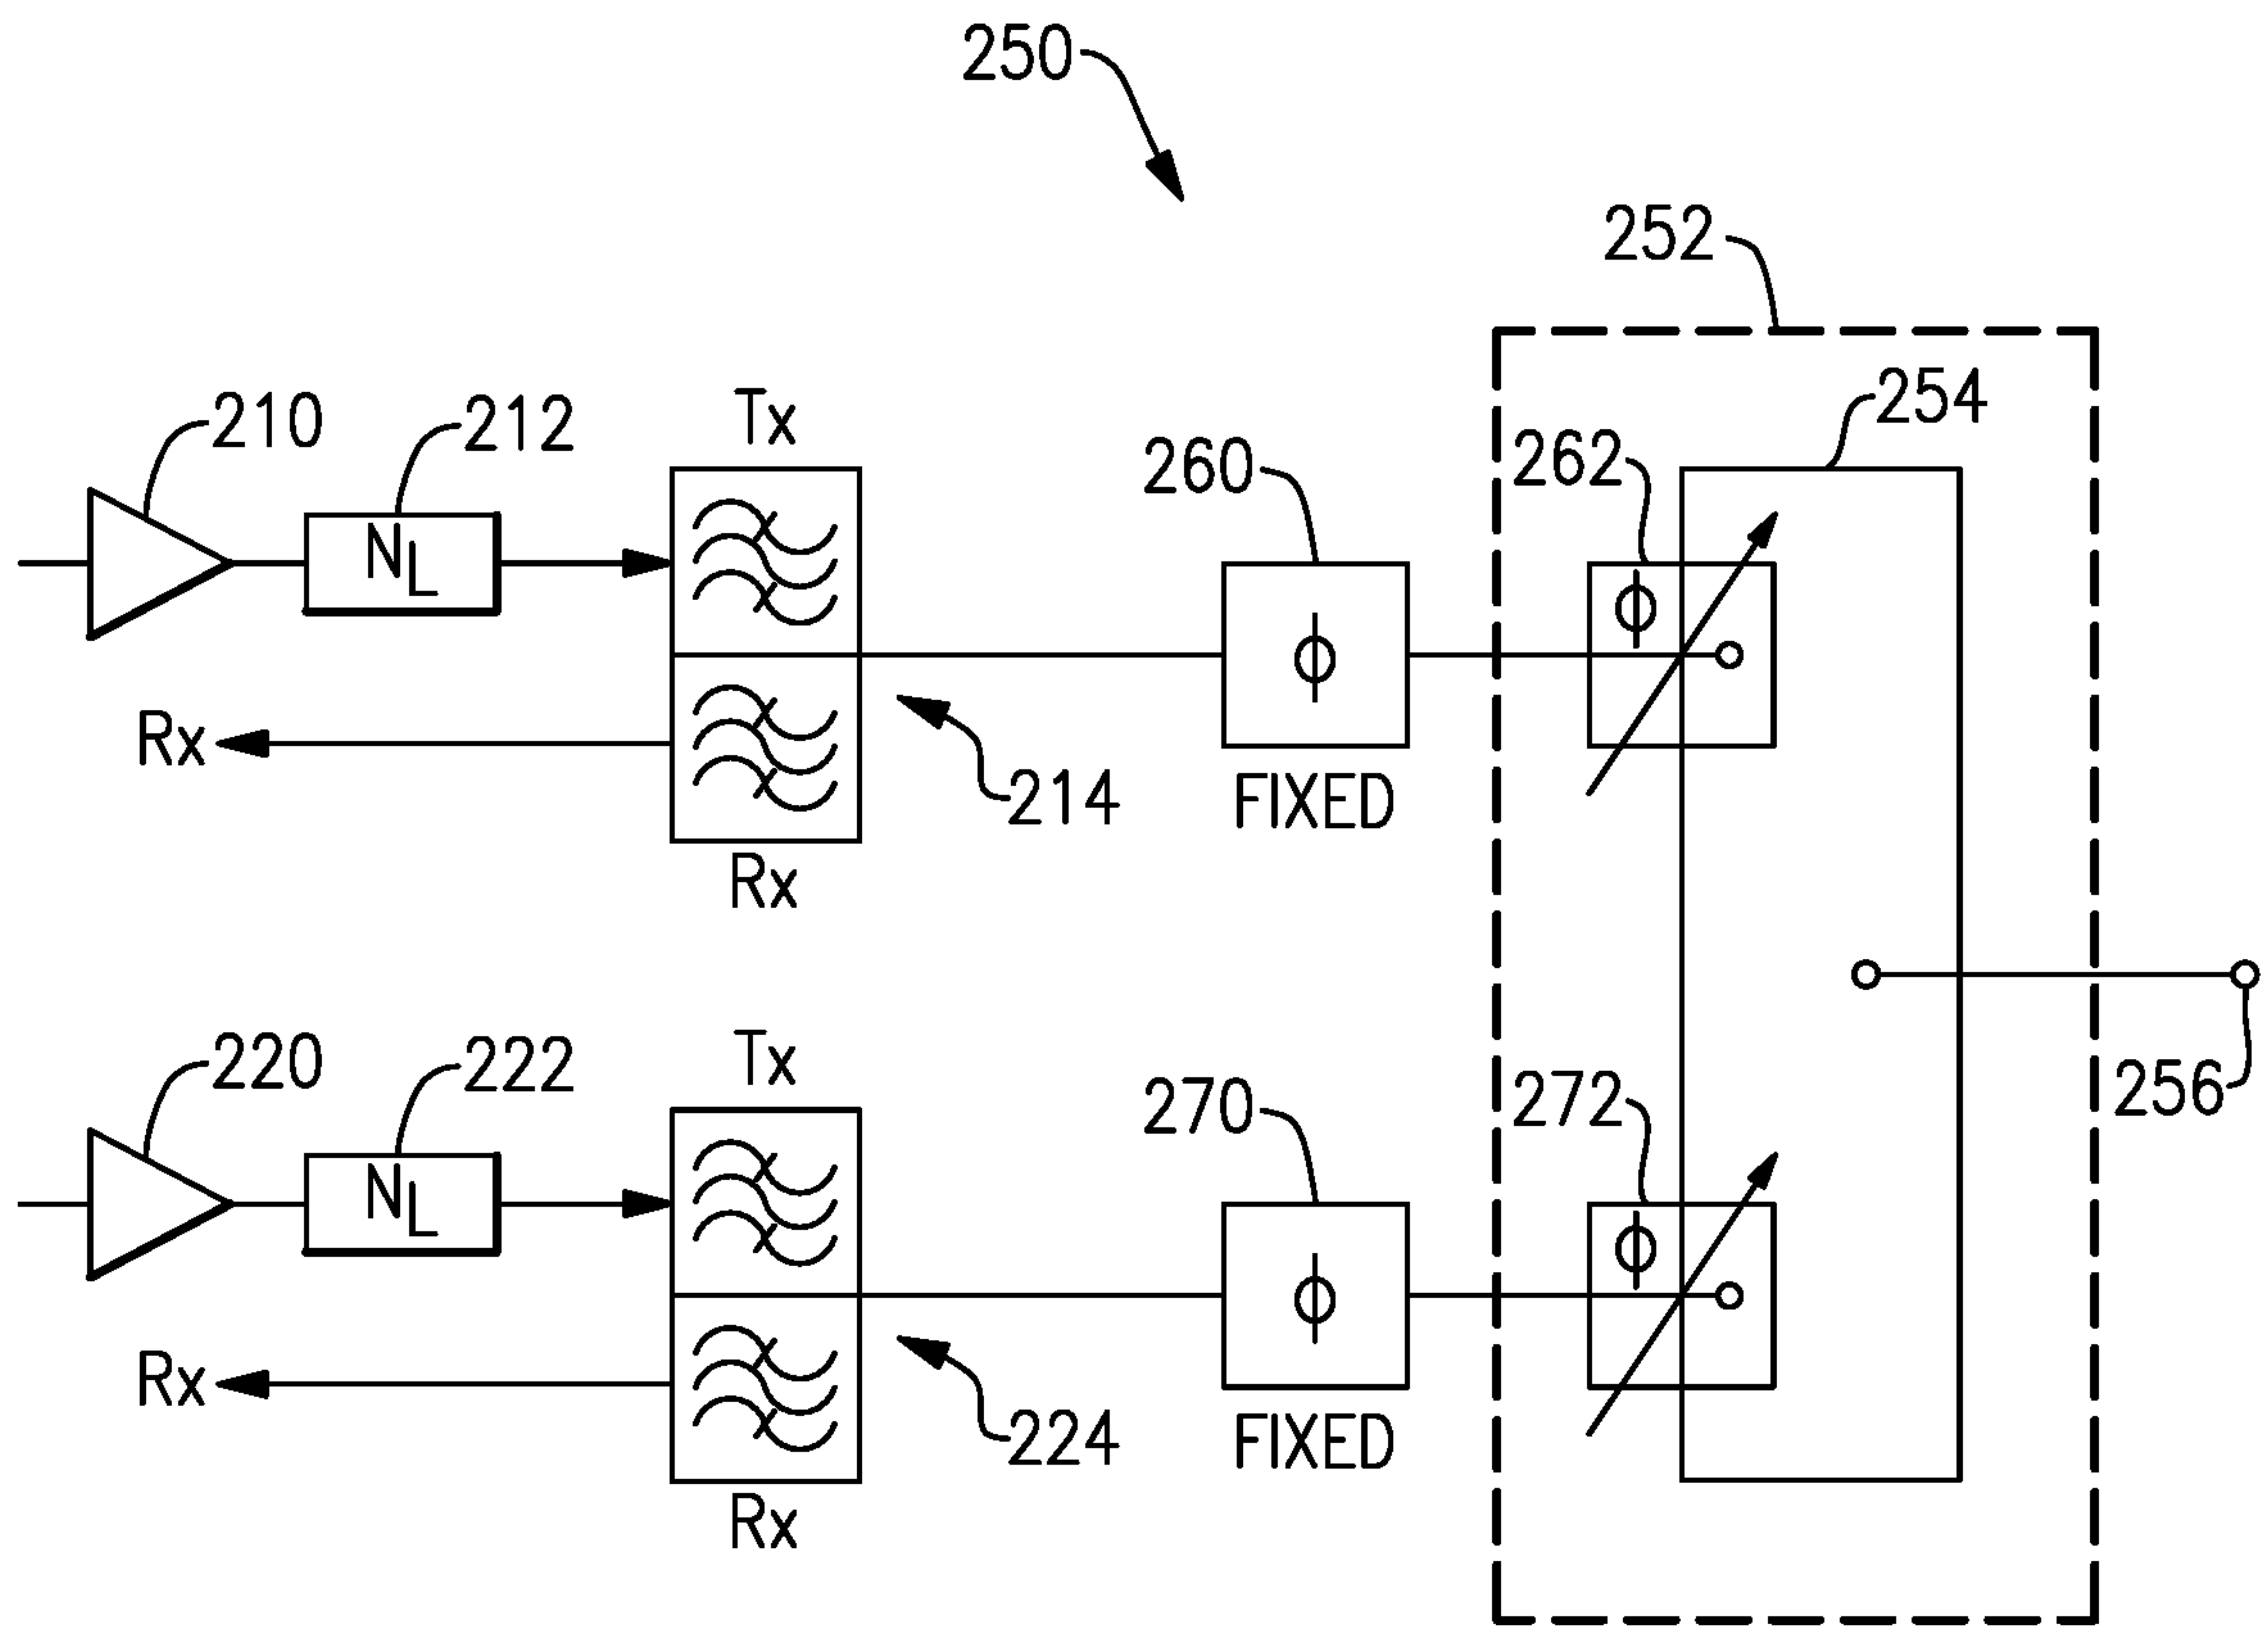 250
252
254
210
212
Tx
260
262
N_L
ϕ
ϕ
Rx
214
FIXED
Rx
220
222
Tx
270
272
256
N_L
ϕ
ϕ
Rx
224
FIXED
Rx